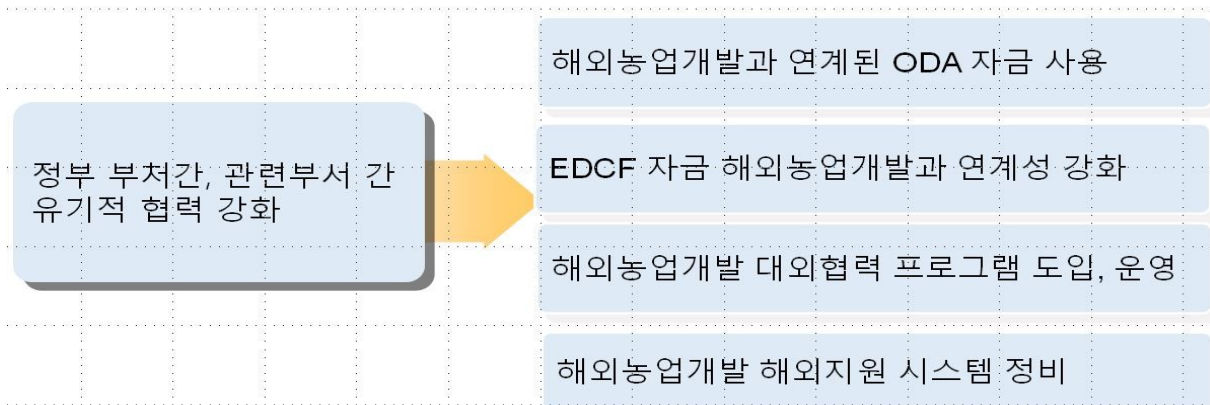 정부 부처간, 관련부서 간
유기적 협력 강화
해외농업개발과 연계된 ODA 자금 사용
EDCF 자금 해외농업개발과 연계성 강화
해외농업개발 대외협력 프로그램 도입, 운영
해외농업개발 해외지원 시스템 정비